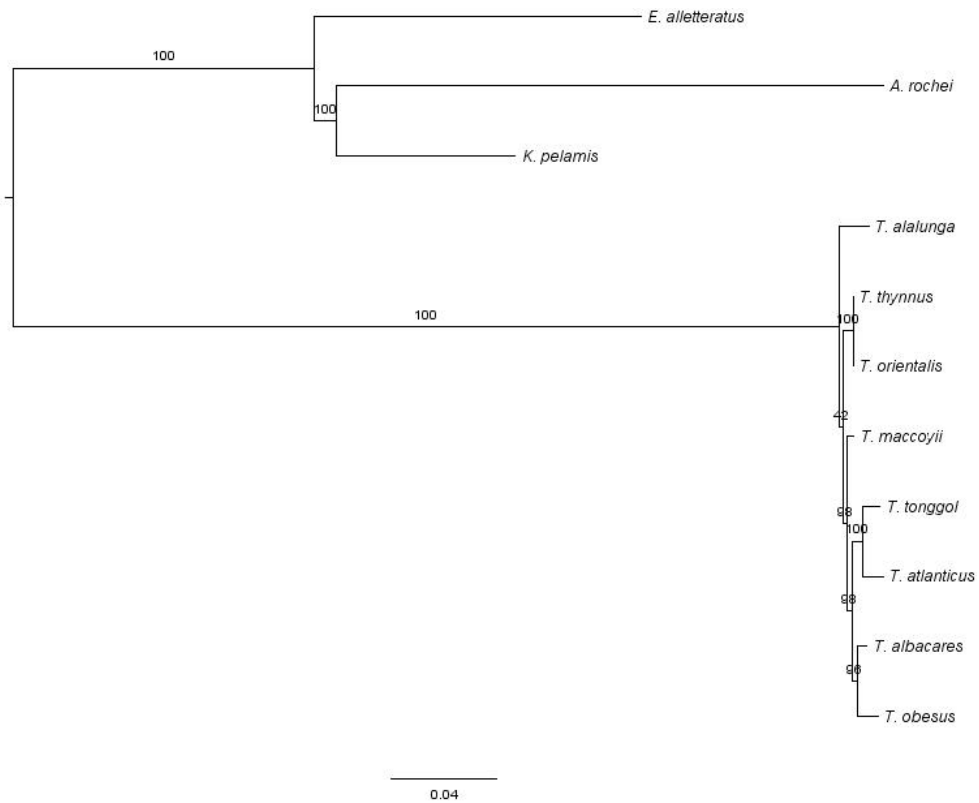 E. alletteratus
100
A. rochei
100
K. pelamis
T. alalunga
T. thynnus
100
100
T. orientalis
42
T. maccoyii
98
T. tonggol
100
T. atlanticus
98
T. albacares
96
T. obesus
0.04